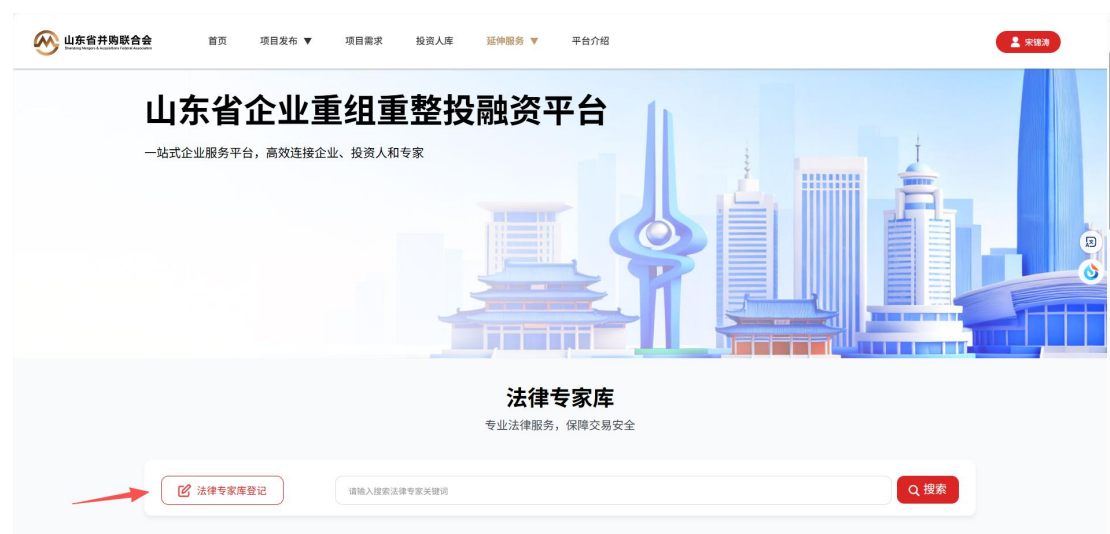 山东省并购联合会
Shandong Mergers & Acquisitions Federal Association
首页 项目发布 ▼ 项目需求 投资人库 延伸服务 ▼ 平台介绍
宋锦涛
山东省企业重组重整投融资平台
一站式企业服务平台，高效连接企业、投资人和专家
法律专家库
专业法律服务，保障交易安全
法律专家库登记
请输入搜索法律专家关键词
搜索